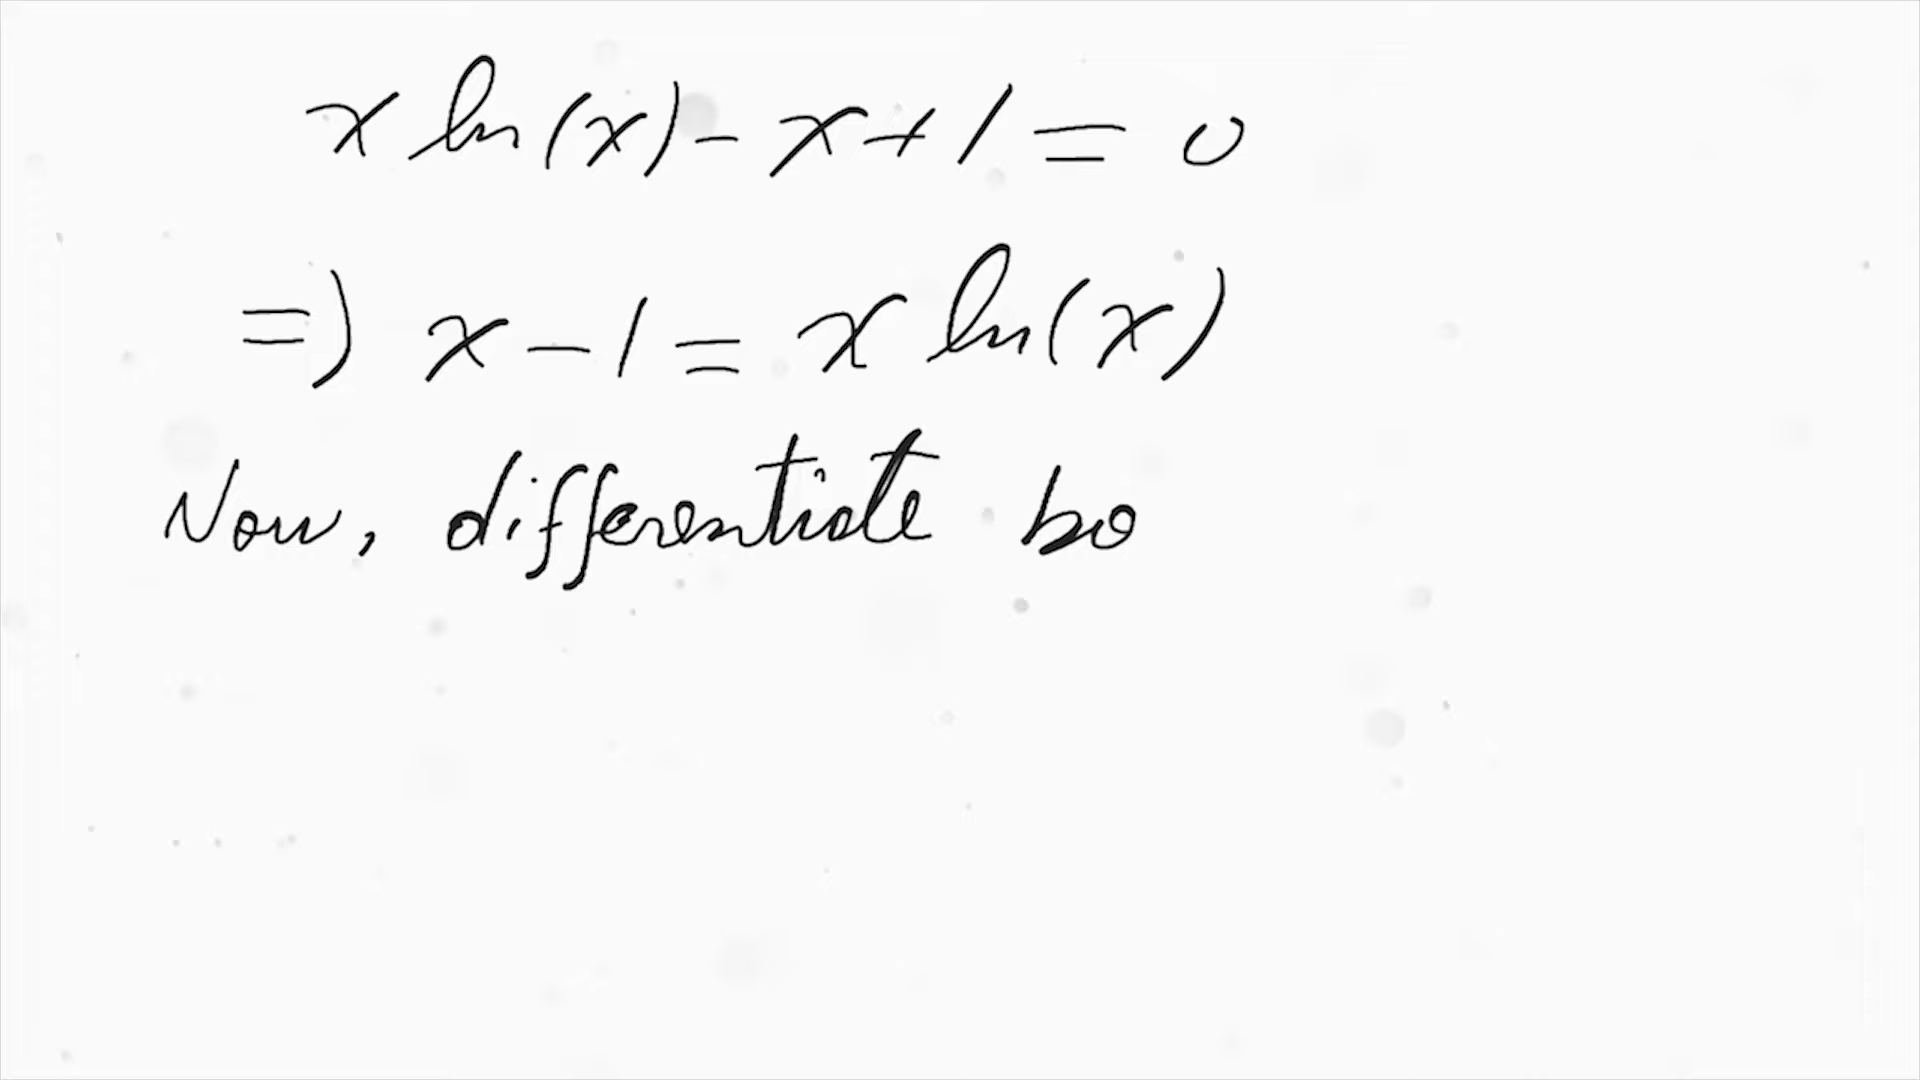 x ln(x) - x + 1 = 0
=) x - 1 = x ln(x)
Now, differentiate bo